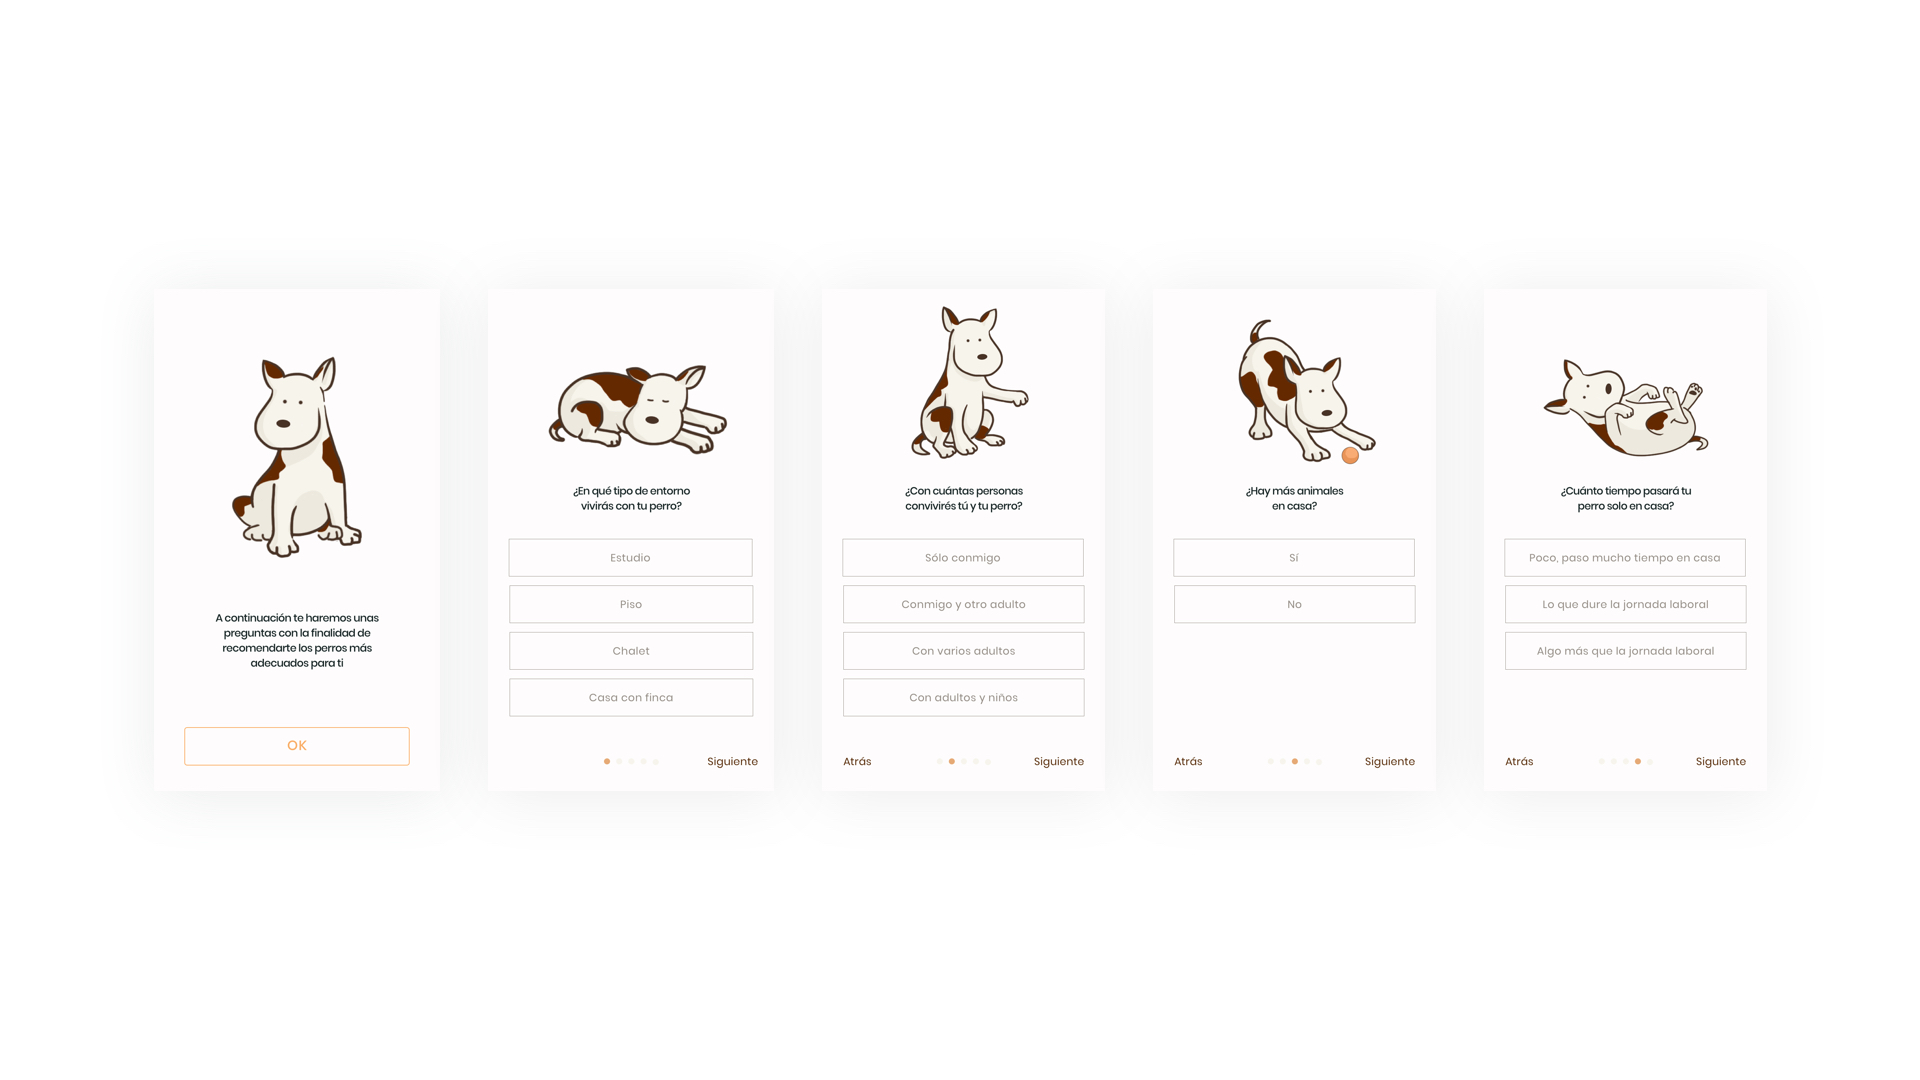 A continuación te haremos unas
preguntas con la finalidad de
recomendarte los perros más
adecuados para ti
OK
¿En qué tipo de entorno
vivirás con tu perro?
Estudio
Piso
Chalet
Casa con finca
Siguiente
¿Con cuántas personas
convivirés tú y tu perro?
Sólo conmigo
Conmigo y otro adulto
Con varios adultos
Con adultos y niños
Atrás
Siguiente
¿Hay más animales
en casa?
Sí
No
Atrás
Siguiente
¿Cuánto tiempo pasará tu
perro solo en casa?
Poco, paso mucho tiempo en casa
Lo que dure la jornada laboral
Algo más que la jornada laboral
Atrás
Siguiente